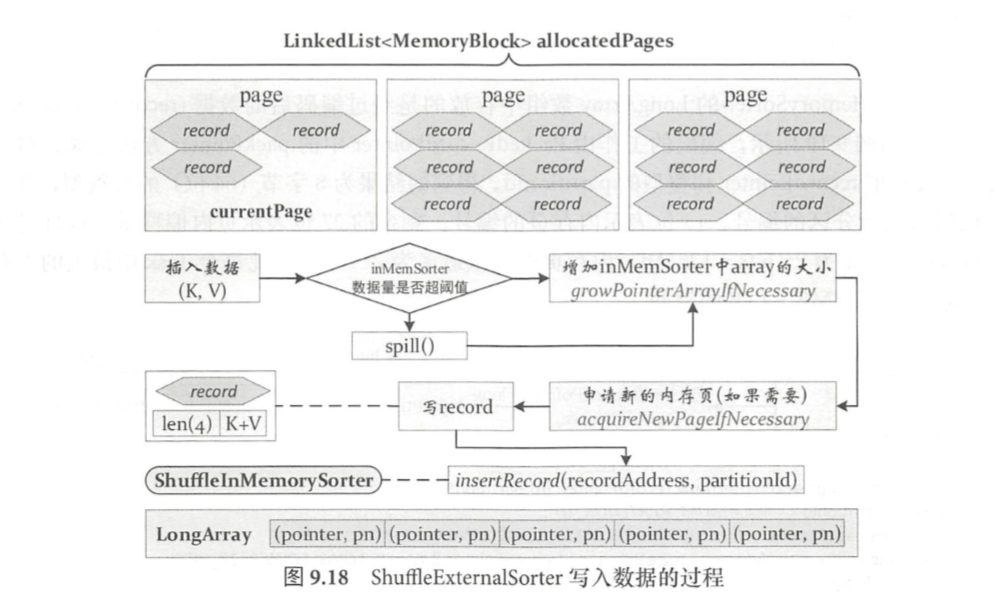 LinkedList<MemoryBlock> allocatedPages
page page page
record record record record record record
record record record record record
record record record record
currentPage
插入数据
(K, V)
inMemSorter
数据量是否超阈值
增加inMemSorter中array的大小
growPointerArrayIfNecessary
spill()
record
len(4) K+V
写record
申请新的内存页(如果需要)
acquireNewPageIfNecessary
ShuffleInMemorySorter
insertRecord(recordAddress, partitionId)
LongArray (pointer, pn) (pointer, pn) (pointer, pn) (pointer, pn) (pointer, pn)
图 9.18 ShuffleExternalSorter 写入数据的过程